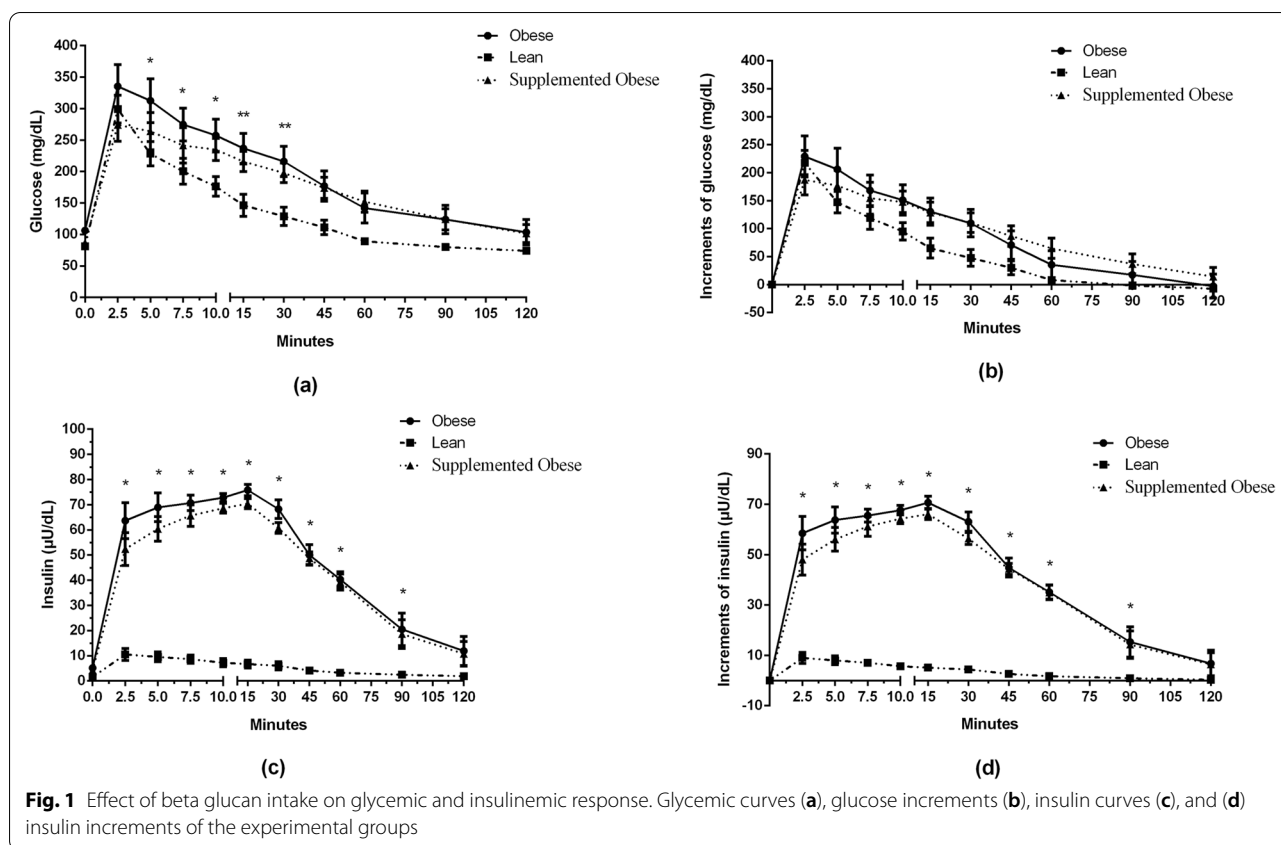 400
350
300
250
200
150
100
50
0
Glucose (mg/dL)
* * * ** **
Obese
Lean
Supplemented Obese
0.0 2.5 5.0 7.5 10.0 15 30 45 60 75 90 105 120
Minutes
(a)
400
350
300
250
200
150
100
50
0
-50
Increments of glucose (mg/dL)
Obese
Lean
Supplemented Obese
2.5 5.0 7.5 10.0 15 30 45 60 75 90 105 120
Minutes
(b)
100
90
80
70
60
50
40
30
20
10
0
Insulin (µU/dL)
* * * * * * * * *
Obese
Lean
Supplemented Obese
0.0 2.5 5.0 7.5 10.0 0 15 30 45 60 75 90 105 120
Minutes
(c)
90
70
50
30
10
-10
Increments of insulin (µU/dL)
* * * * * * * * *
Obese
Lean
Supplemented Obese
2.5 5.0 7.5 10.0 0 15 30 45 60 75 90 105 120
Minutes
(d)
Fig. 1 Effect of beta glucan intake on glycemic and insulinemic response. Glycemic curves (a), glucose increments (b), insulin curves (c), and (d)
insulin increments of the experimental groups